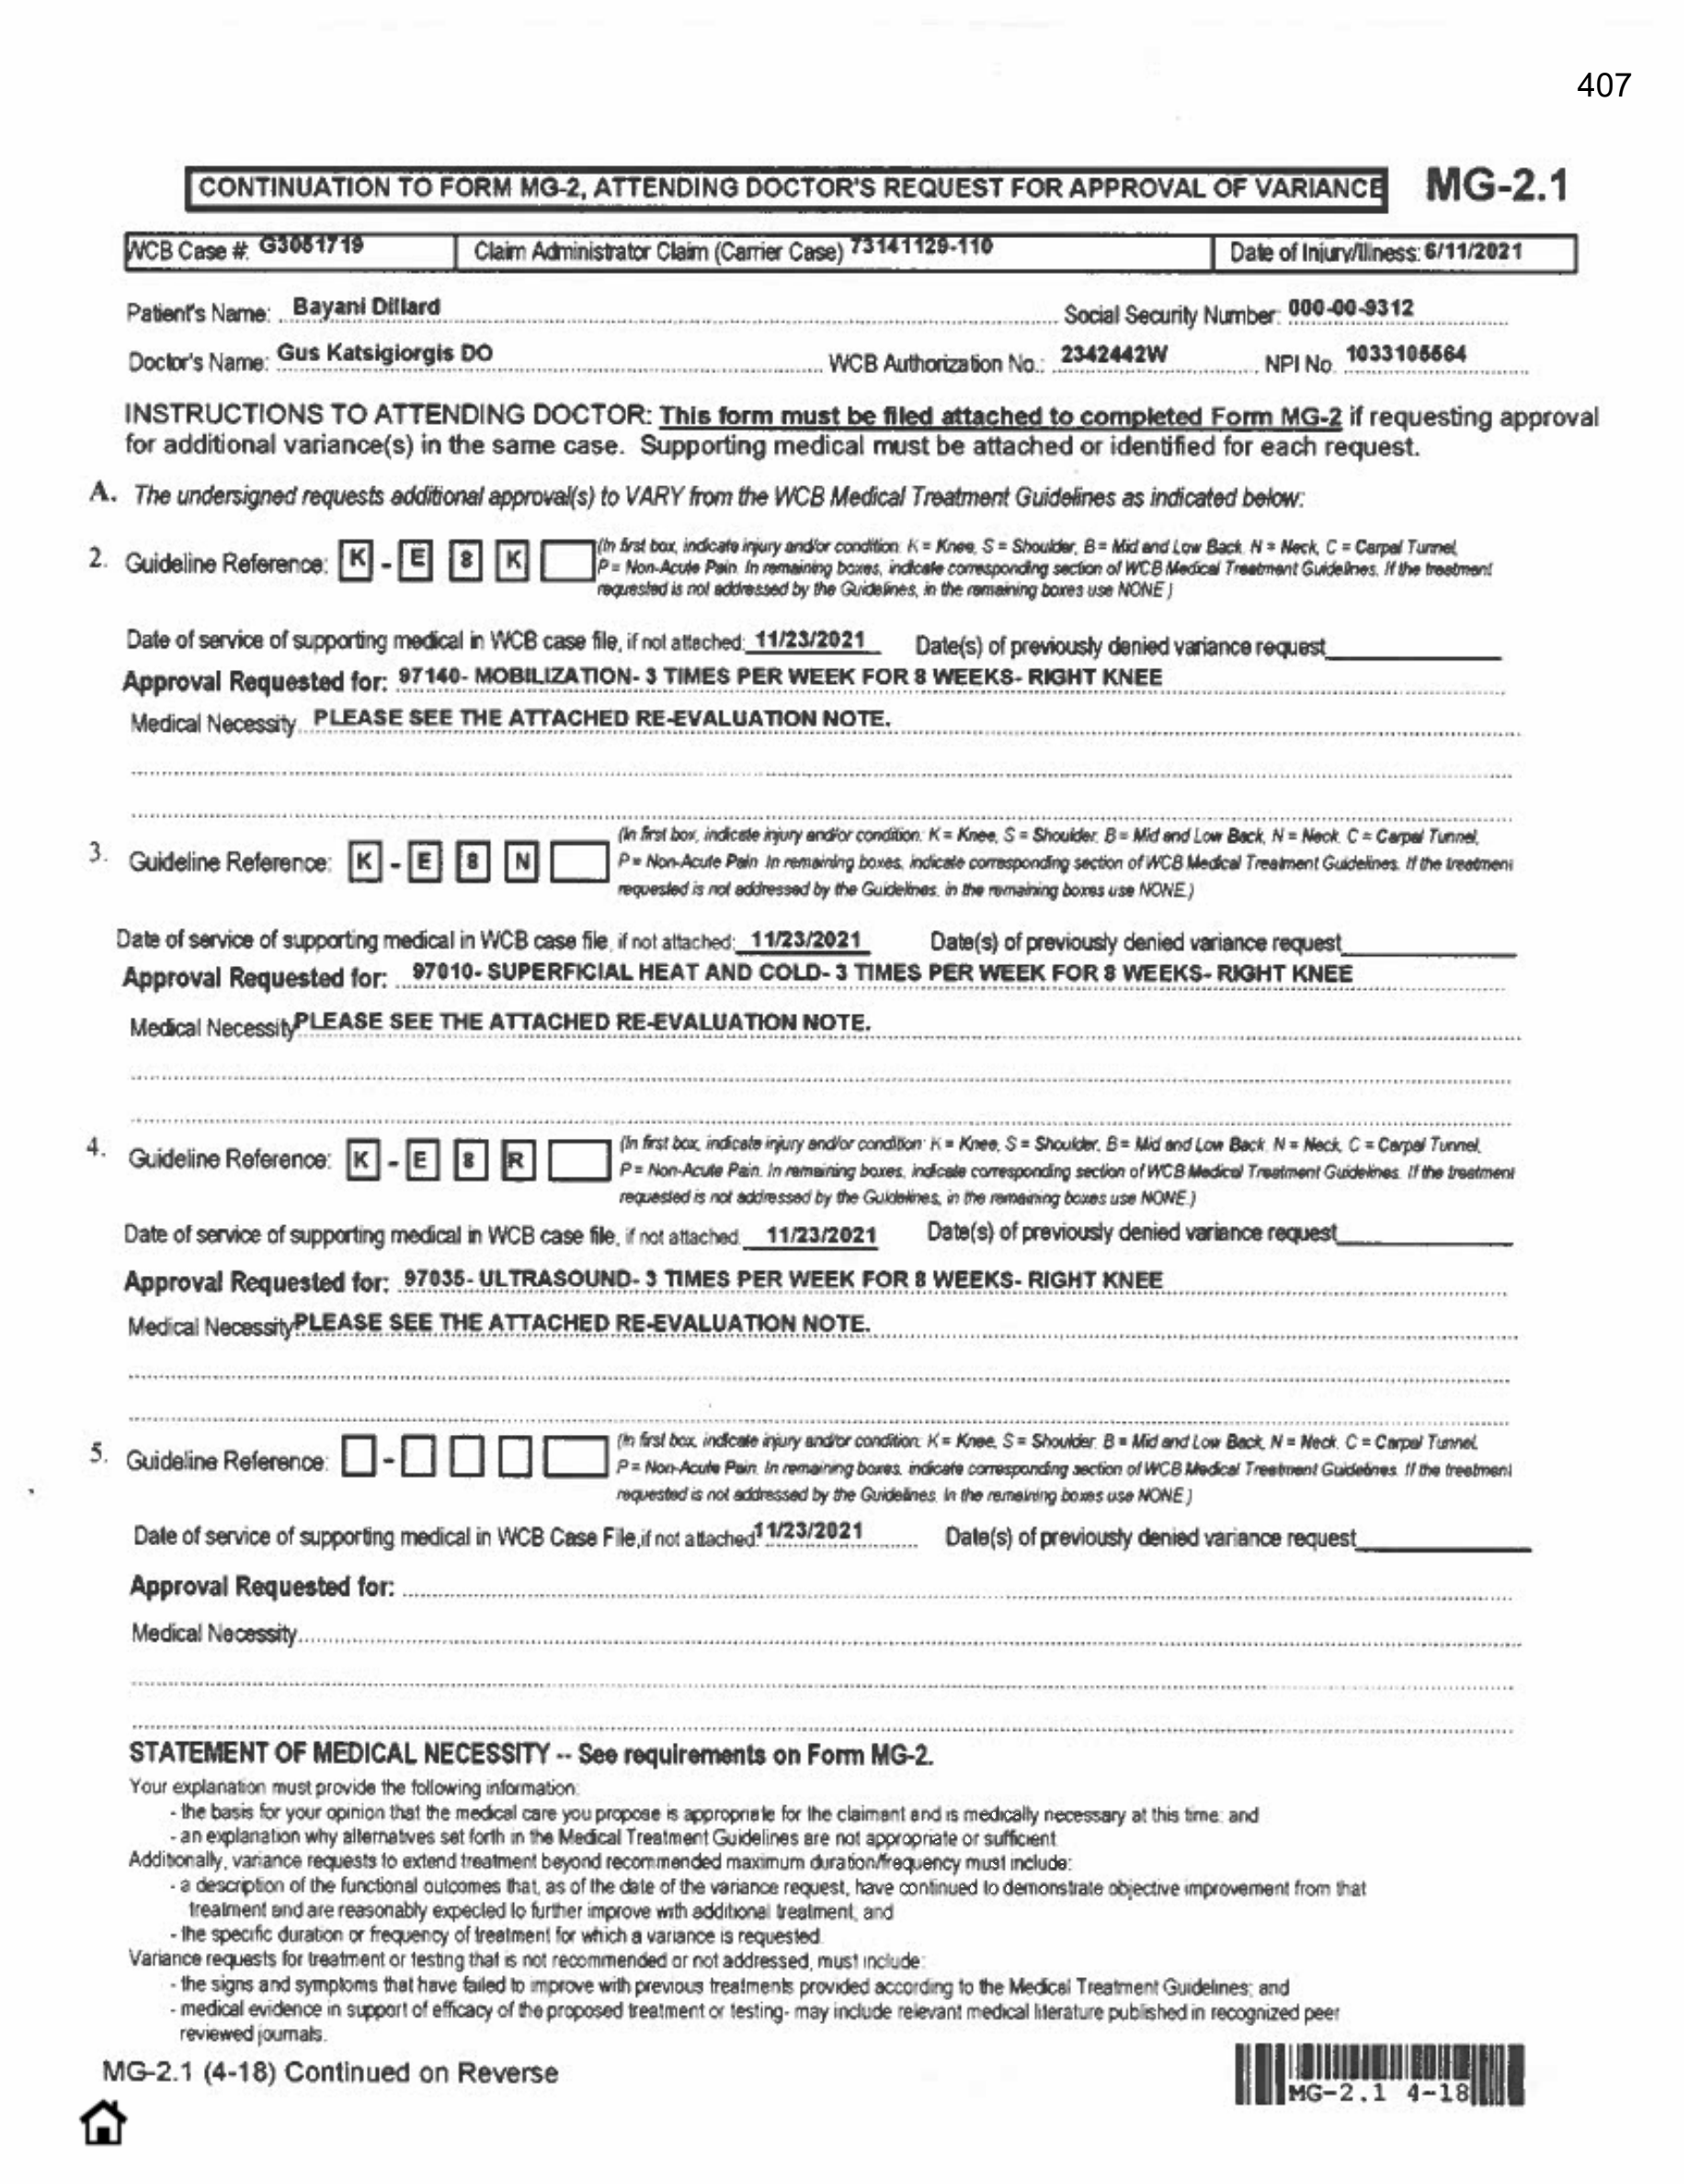 407
CONTINUATION TO FORM MG-2, ATTENDING DOCTOR'S REQUEST FOR APPROVAL OF VARIANCE MG-2.1
WCB Case #: G3051719 Claim Administrator Claim (Carrier Case) 73141129-110 Date of Injury/Illness: 6/11/2021
Patient's Name: Bayani Dillard Social Security Number: 000-00-9312
Doctor's Name: Gus Katsigiorgis DO WCB Authorization No.: 2342442W NPI No. 1033105564
INSTRUCTIONS TO ATTENDING DOCTOR: This form must be filed attached to completed Form MG-2 if requesting approval
for additional variance(s) in the same case. Supporting medical must be attached or identified for each request.
A. The undersigned requests additional approval(s) to VARY from the WCB Medical Treatment Guidelines as indicated below:
2. Guideline Reference: K - E 8 K (In first box, indicate injury and/or condition: K = Knee, S = Shoulder, B = Mid and Low Back, N = Neck, C = Carpal Tunnel,
P = Non-Acute Pain. In remaining boxes, indicate corresponding section of WCB Medical Treatment Guidelines. If the treatment
requested is not addressed by the Guidelines, in the remaining boxes use NONE.)
Date of service of supporting medical in WCB case file, if not attached: 11/23/2021 Date(s) of previously denied variance request
Approval Requested for: 97140- MOBILIZATION- 3 TIMES PER WEEK FOR 8 WEEKS- RIGHT KNEE
Medical Necessity PLEASE SEE THE ATTACHED RE-EVALUATION NOTE.
3. Guideline Reference: K - E 8 N (In first box, indicate injury and/or condition: K = Knee, S = Shoulder, B = Mid and Low Back, N = Neck, C = Carpal Tunnel,
P = Non-Acute Pain. In remaining boxes, indicate corresponding section of WCB Medical Treatment Guidelines. If the treatment
requested is not addressed by the Guidelines, in the remaining boxes use NONE.)
Date of service of supporting medical in WCB case file, if not attached: 11/23/2021 Date(s) of previously denied variance request
Approval Requested for: 97010- SUPERFICIAL HEAT AND COLD- 3 TIMES PER WEEK FOR 8 WEEKS- RIGHT KNEE
Medical Necessity PLEASE SEE THE ATTACHED RE-EVALUATION NOTE.
4. Guideline Reference: K - E 8 R (In first box, indicate injury and/or condition: K = Knee, S = Shoulder, B = Mid and Low Back, N = Neck, C = Carpal Tunnel,
P = Non-Acute Pain. In remaining boxes, indicate corresponding section of WCB Medical Treatment Guidelines. If the treatment
requested is not addressed by the Guidelines, in the remaining boxes use NONE.)
Date of service of supporting medical in WCB case file, if not attached 11/23/2021 Date(s) of previously denied variance request
Approval Requested for: 97035- ULTRASOUND- 3 TIMES PER WEEK FOR 8 WEEKS- RIGHT KNEE
Medical Necessity PLEASE SEE THE ATTACHED RE-EVALUATION NOTE.
5. Guideline Reference: - (In first box, indicate injury and/or condition: K = Knee, S = Shoulder, B = Mid and Low Back, N = Neck, C = Carpal Tunnel,
P = Non-Acute Pain. In remaining boxes, indicate corresponding section of WCB Medical Treatment Guidelines. If the treatment
requested is not addressed by the Guidelines, in the remaining boxes use NONE.)
Date of service of supporting medical in WCB Case File, if not attached: 11/23/2021 Date(s) of previously denied variance request
Approval Requested for:
Medical Necessity
STATEMENT OF MEDICAL NECESSITY -- See requirements on Form MG-2.
Your explanation must provide the following information:
- the basis for your opinion that the medical care you propose is appropriate for the claimant and is medically necessary at this time; and
- an explanation why alternatives set forth in the Medical Treatment Guidelines are not appropriate or sufficient
Additionally, variance requests to extend treatment beyond recommended maximum duration/frequency must include:
- a description of the functional outcomes that, as of the date of the variance request, have continued to demonstrate objective improvement from that
treatment and are reasonably expected to further improve with additional treatment; and
- the specific duration or frequency of treatment for which a variance is requested.
Variance requests for treatment or testing that is not recommended or not addressed, must include:
- the signs and symptoms that have failed to improve with previous treatments provided according to the Medical Treatment Guidelines; and
- medical evidence in support of efficacy of the proposed treatment or testing- may include relevant medical literature published in recognized peer
reviewed journals.
MG-2.1 (4-18) Continued on Reverse
MG-2.1 4-18